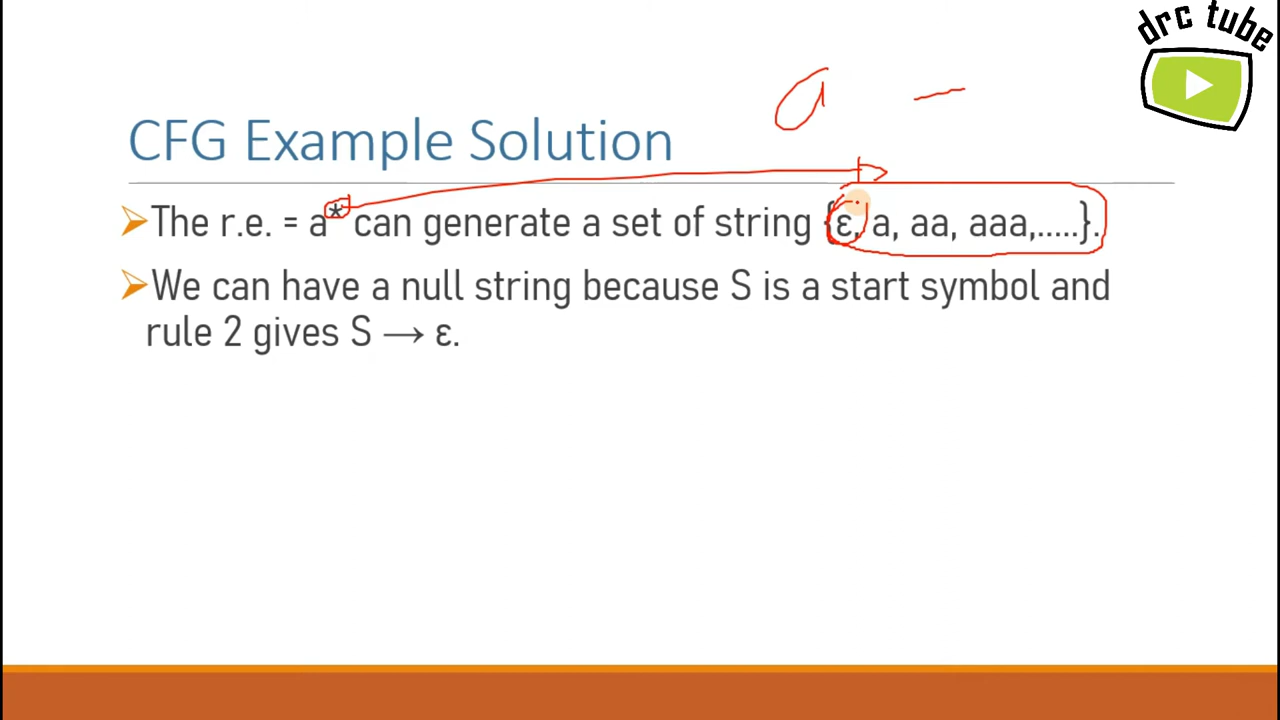 drc tube
a —
CFG Example Solution
➢The r.e. = a* can generate a set of string {ε, a, aa, aaa,.....}.
➢We can have a null string because S is a start symbol and
rule 2 gives S → ε.